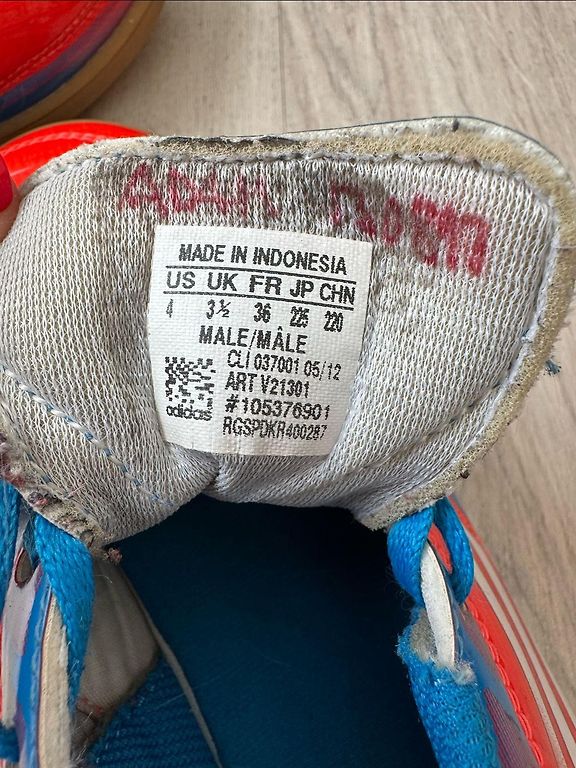 MADE IN INDONESIA
US UK FR JP CHN
4 3½ 36 225 220
MALE/MÂLE
CLI 037001 05/12
ART V21301
#105376901
adidas RGSPDKR400287